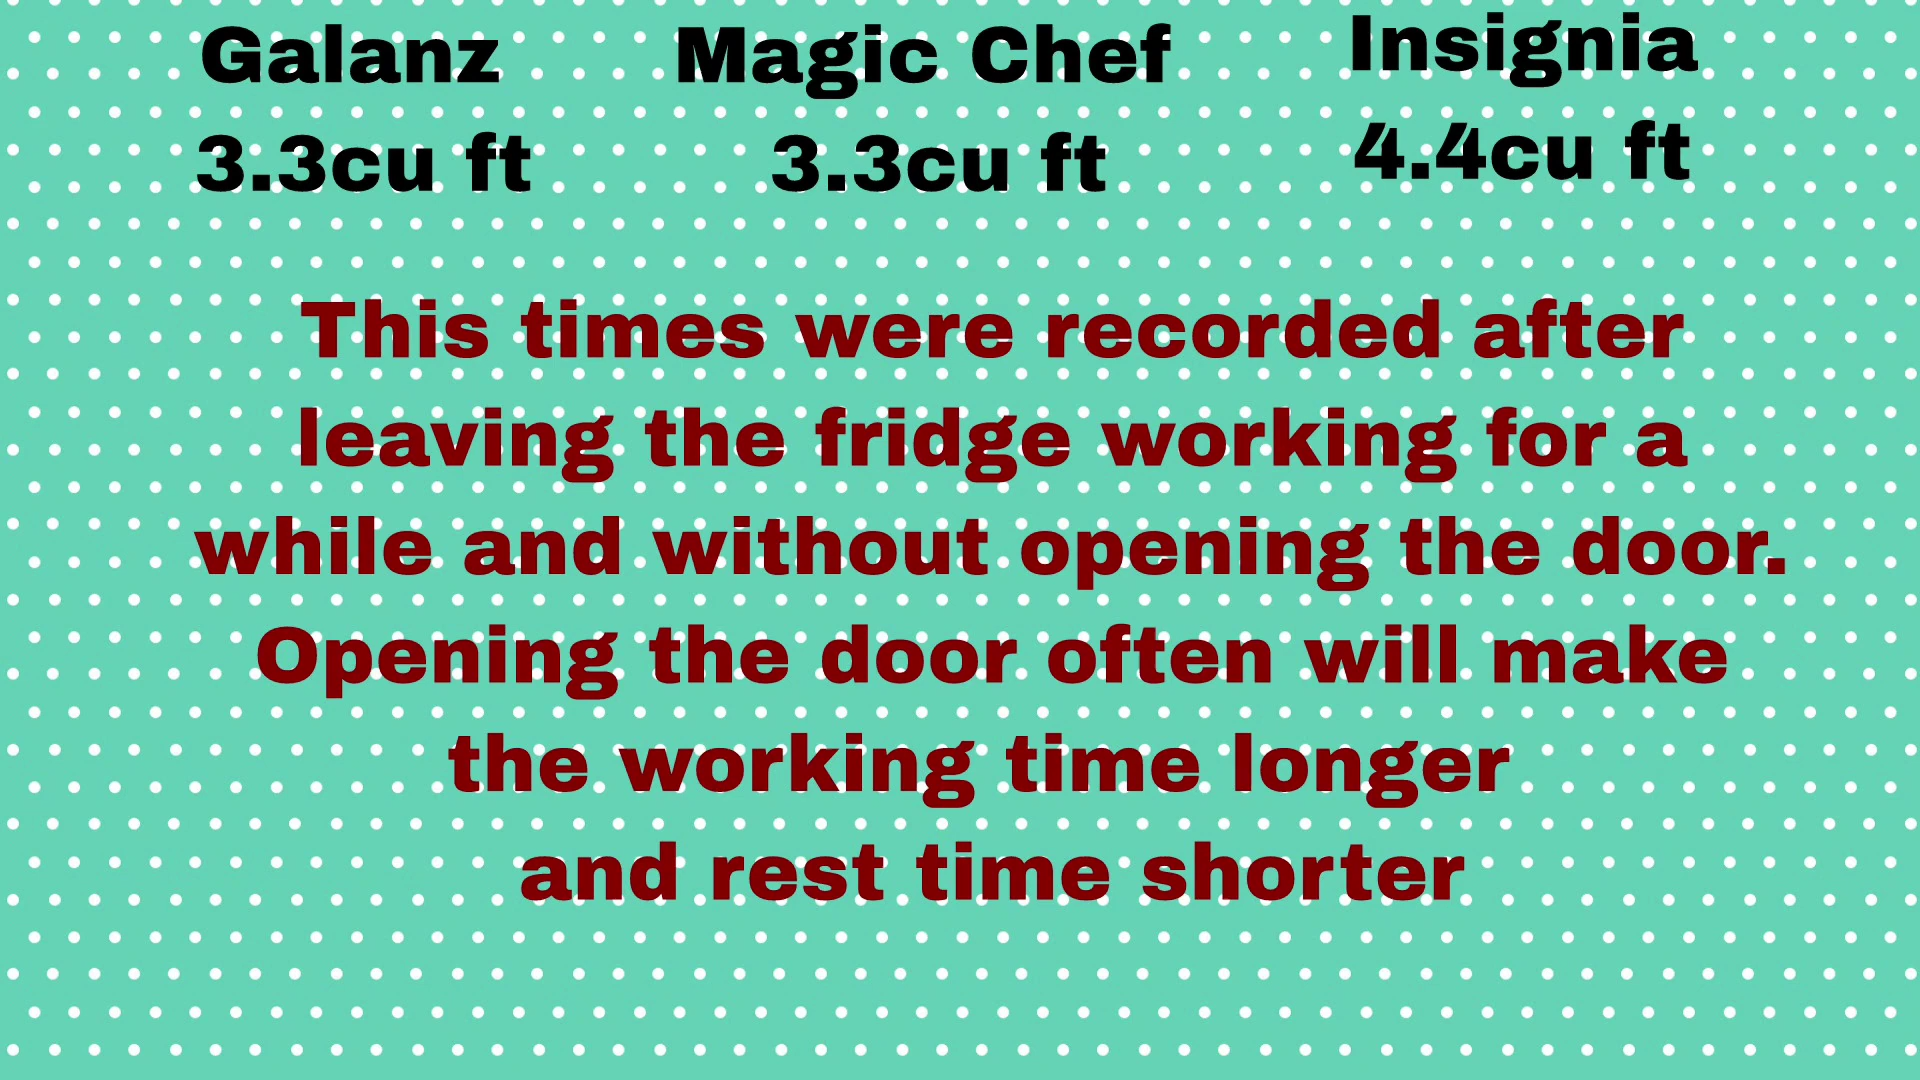 Galanz
3.3cu ft
Magic Chef
3.3cu ft
Insignia
4.4cu ft
This times were recorded after
leaving the fridge working for a
while and without opening the door.
Opening the door often will make
the working time longer
and rest time shorter